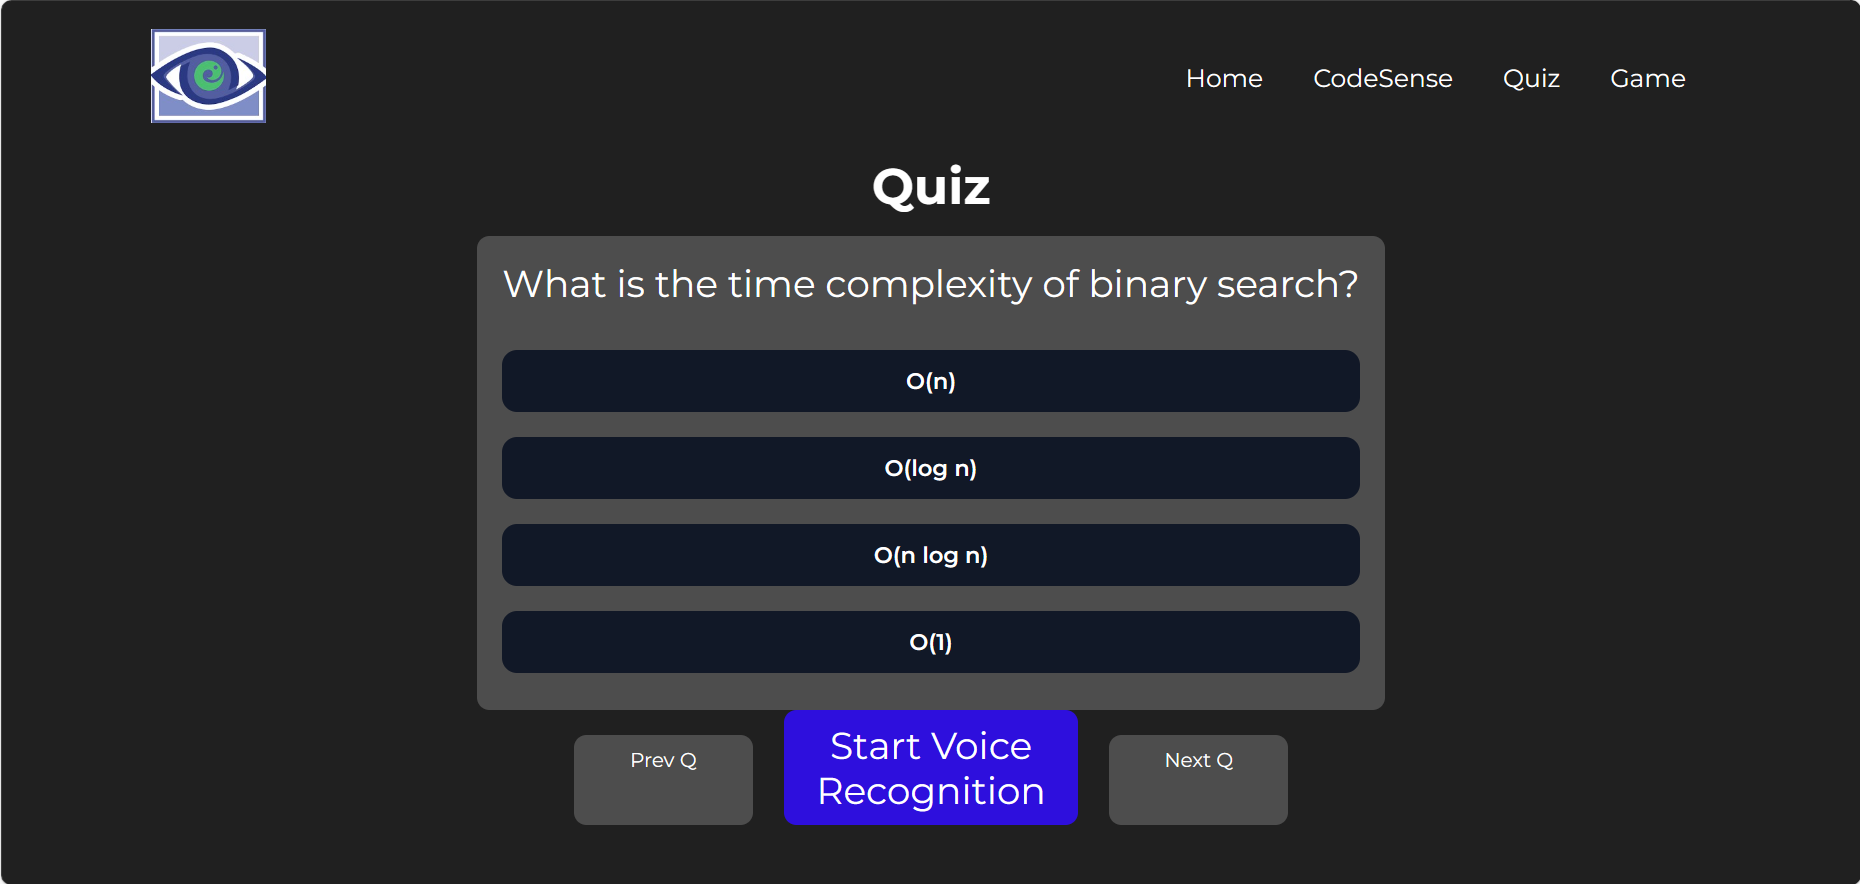 Home CodeSense Quiz Game
Quiz
What is the time complexity of binary search?
O(n)
O(log n)
O(n log n)
O(1)
Prev Q
Start Voice
Recognition
Next Q